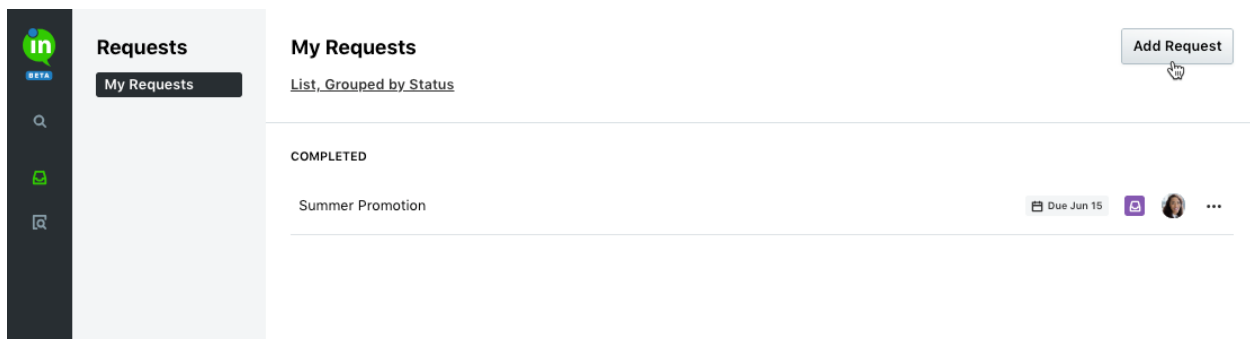 in
BETA
Requests
My Requests
My Requests
List, Grouped by Status
Add Request
COMPLETED
Summer Promotion
Due Jun 15